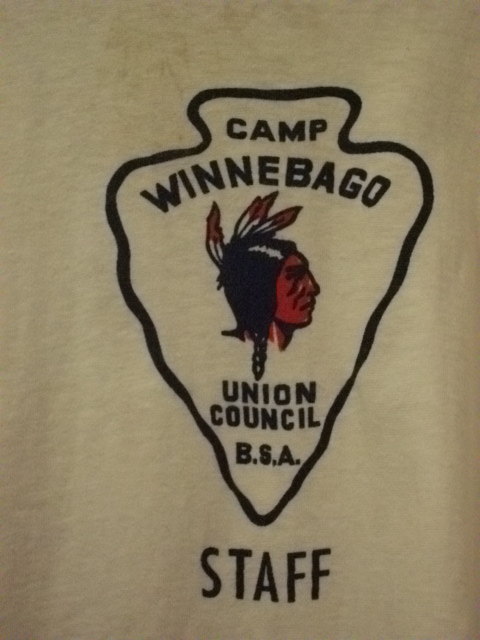 CAMP
WINNEBAGO
UNION
COUNCIL
B.S.A.
STAFF